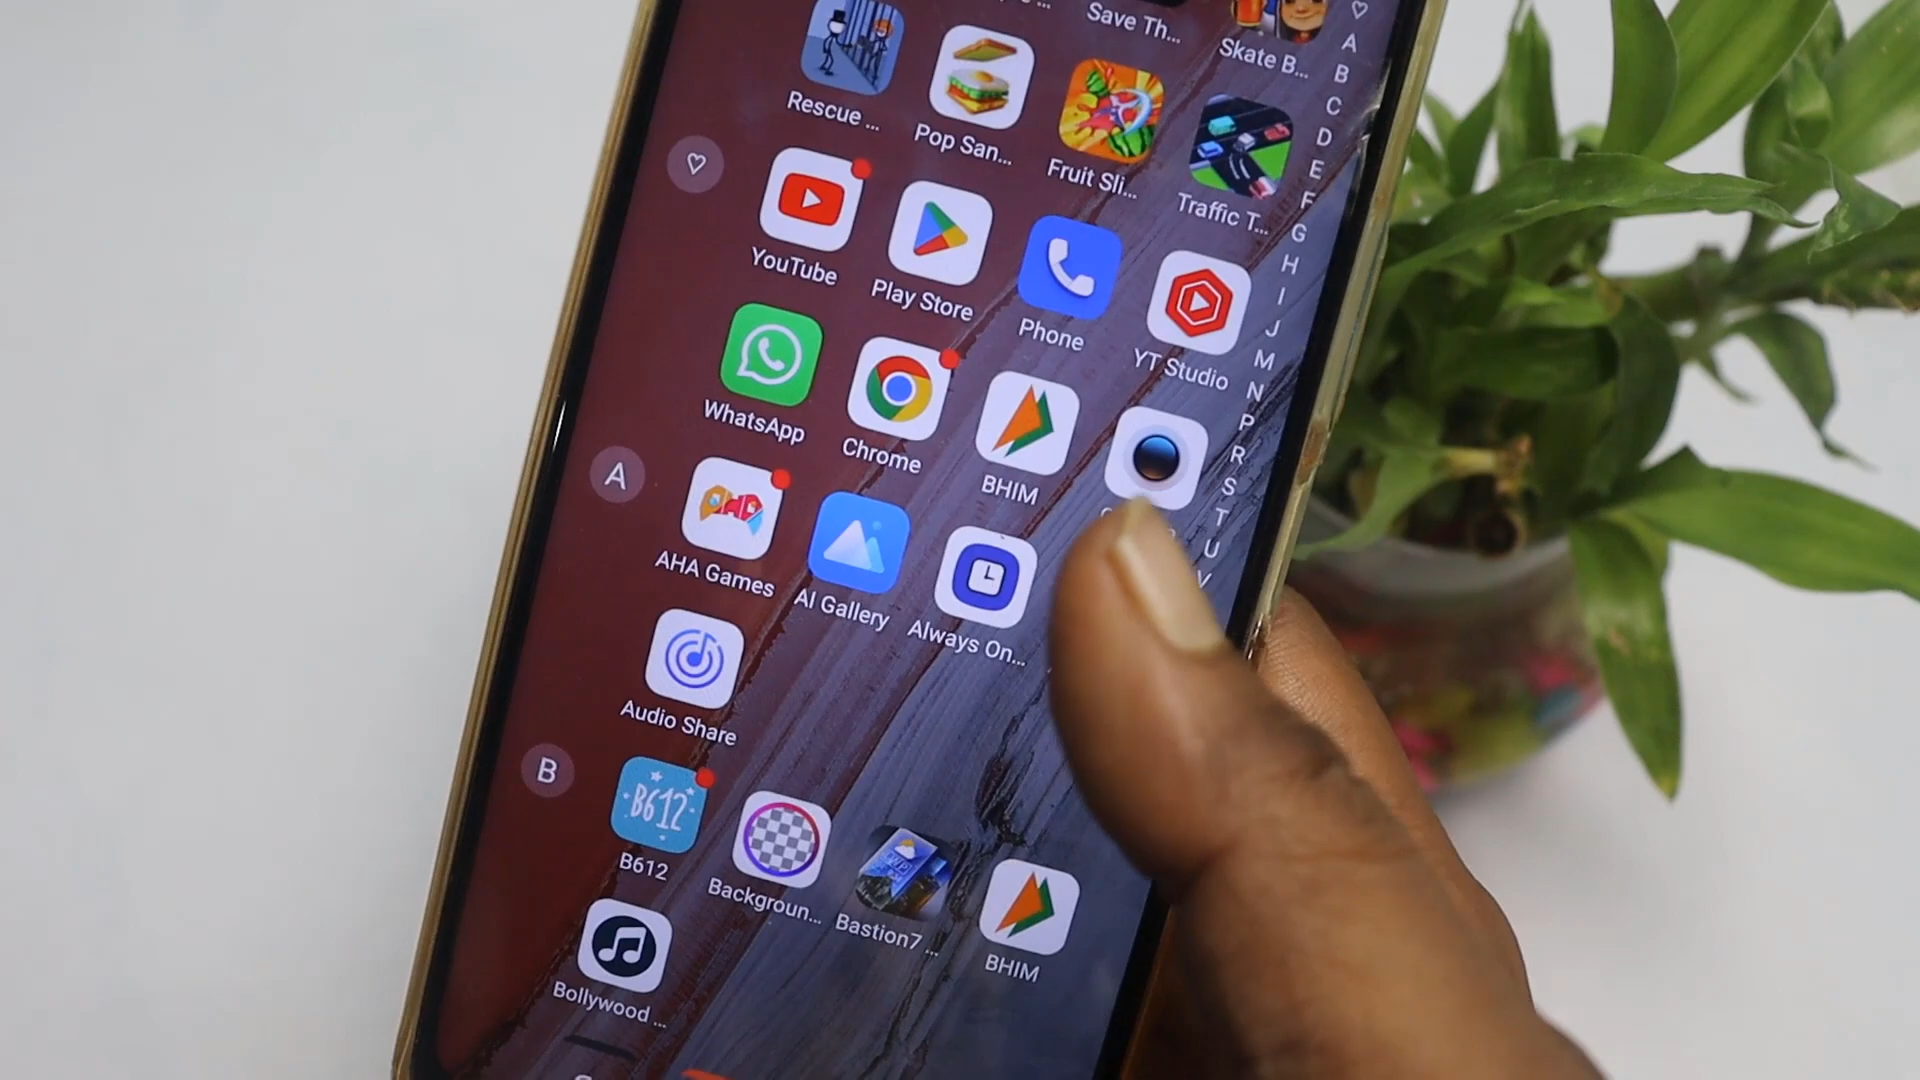 Save Th...
Skate B...
Rescue ...
Pop San...
Fruit Sli...
Traffic T...
YouTube
Play Store
Phone
YT Studio
WhatsApp
Chrome
BHIM
A
AHA Games
AI Gallery
Always On...
Audio Share
B
B612
B612
Backgroun...
Bastion7 ...
BHIM
Bollywood ...
A
B
C
D
E
F
G
H
I
J
M
N
P
R
S
T
U
V